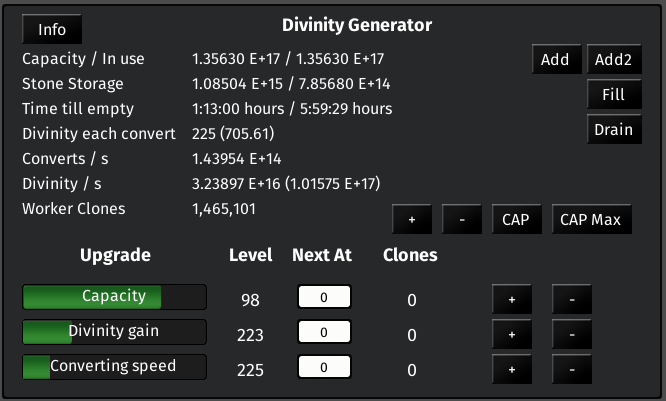 Info
Divinity Generator
Capacity / In use 1.35630 E+17 / 1.35630 E+17
Add Add2
Stone Storage 1.08504 E+15 / 7.85680 E+14
Fill
Time till empty 1:13:00 hours / 5:59:29 hours
Divinity each convert 225 (705.61)
Drain
Converts / s 1.43954 E+14
Divinity / s 3.23897 E+16 (1.01575 E+17)
Worker Clones 1,465,101
+ - CAP CAP Max
Upgrade Level Next At Clones
Capacity 98 0 0 + -
Divinity gain 223 0 0 + -
Converting speed 225 0 0 + -